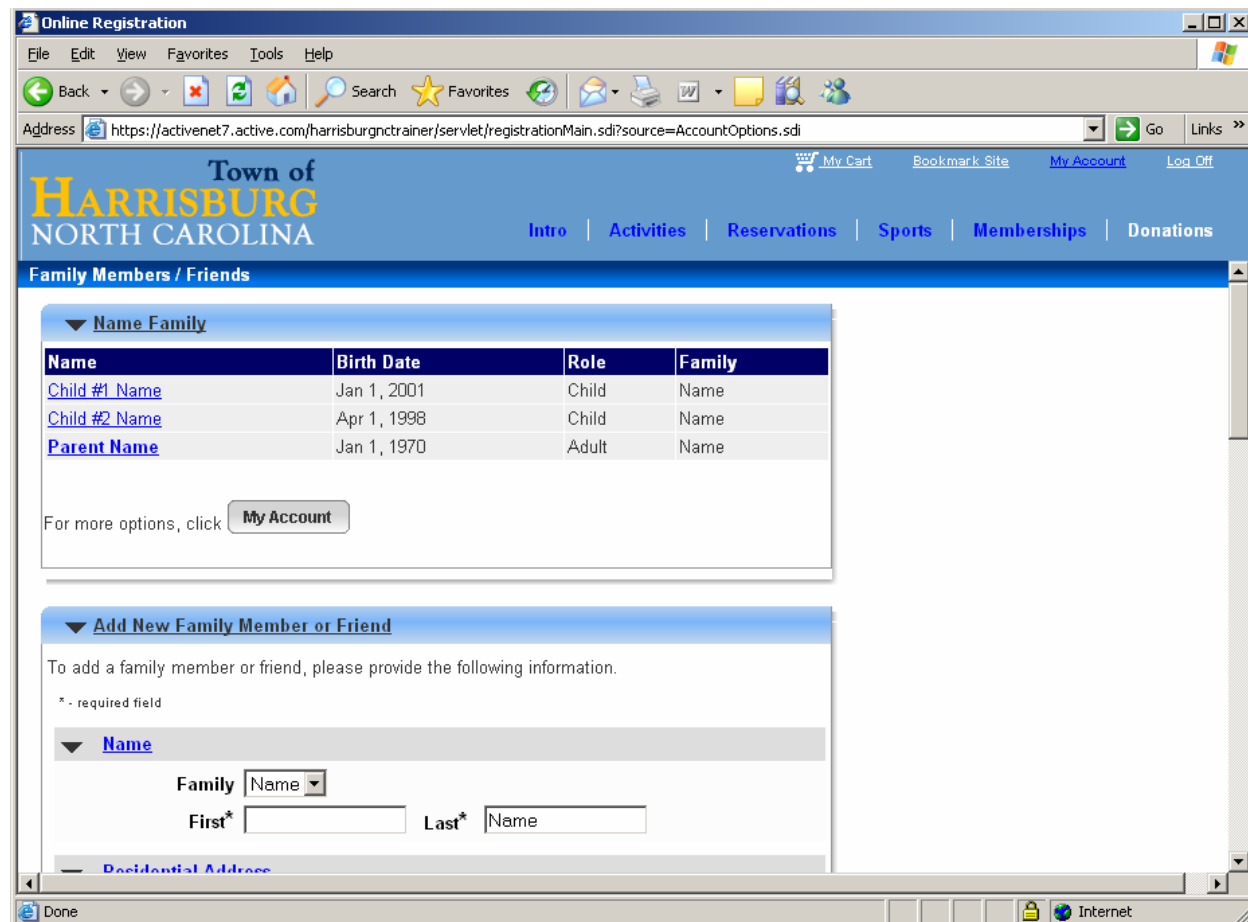 Online Registration
File Edit View Favorites Tools Help
Back Search Favorites
Address https://activenet7.active.com/harrisburgnctrainer/servlet/registrationMain.sdi?source=AccountOptions.sdi Go Links »
My Cart Bookmark Site My Account Log Off
Town of
HARRISBURG
NORTH CAROLINA
Intro | Activities | Reservations | Sports | Memberships | Donations
Family Members / Friends
Name Family
Name Birth Date Role Family
Child #1 Name Jan 1, 2001 Child Name
Child #2 Name Apr 1, 1998 Child Name
Parent Name Jan 1, 1970 Adult Name
For more options, click My Account
Add New Family Member or Friend
To add a family member or friend, please provide the following information.
* - required field
Name
Family Name
First* Last* Name
Residential Address
Done Internet